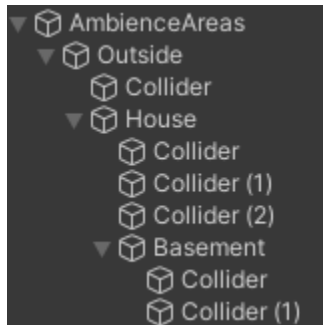 AmbienceAreas
Outside
Collider
House
Collider
Collider (1)
Collider (2)
Basement
Collider
Collider (1)